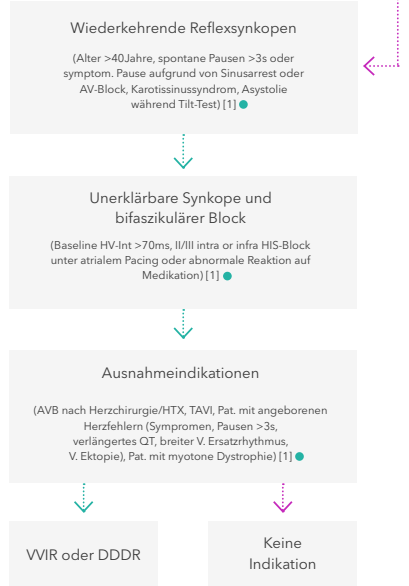 Wiederkehrende Reflexsynkopen
(Alter >40Jahre, spontane Pausen >3s oder
symptom. Pause aufgrund von Sinusarrest oder
AV-Block, Karotissinussyndrom, Asystolie
während Tilt-Test) [1]
Unerklärbare Synkope und
bifaszikulärer Block
(Baseline HV-Int >70ms, II/III intra or infra HIS-Block
unter atrialem Pacing oder abnormale Reaktion auf
Medikation) [1]
Ausnahmeindikationen
(AVB nach Herzchirurgie/HTX, TAVI, Pat. mit angeborenen
Herzfehlern (Sympromen, Pausen >3s,
verlängertes QT, breiter V. Ersatzrhythmus,
V. Ektopie), Pat. mit myotone Dystrophie) [1]
VVIR oder DDDR
Keine
Indikation